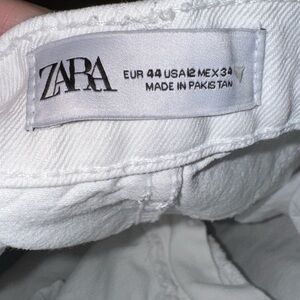 ZARA
EUR 44 USA 12 MEX 34
MADE IN PAKISTAN